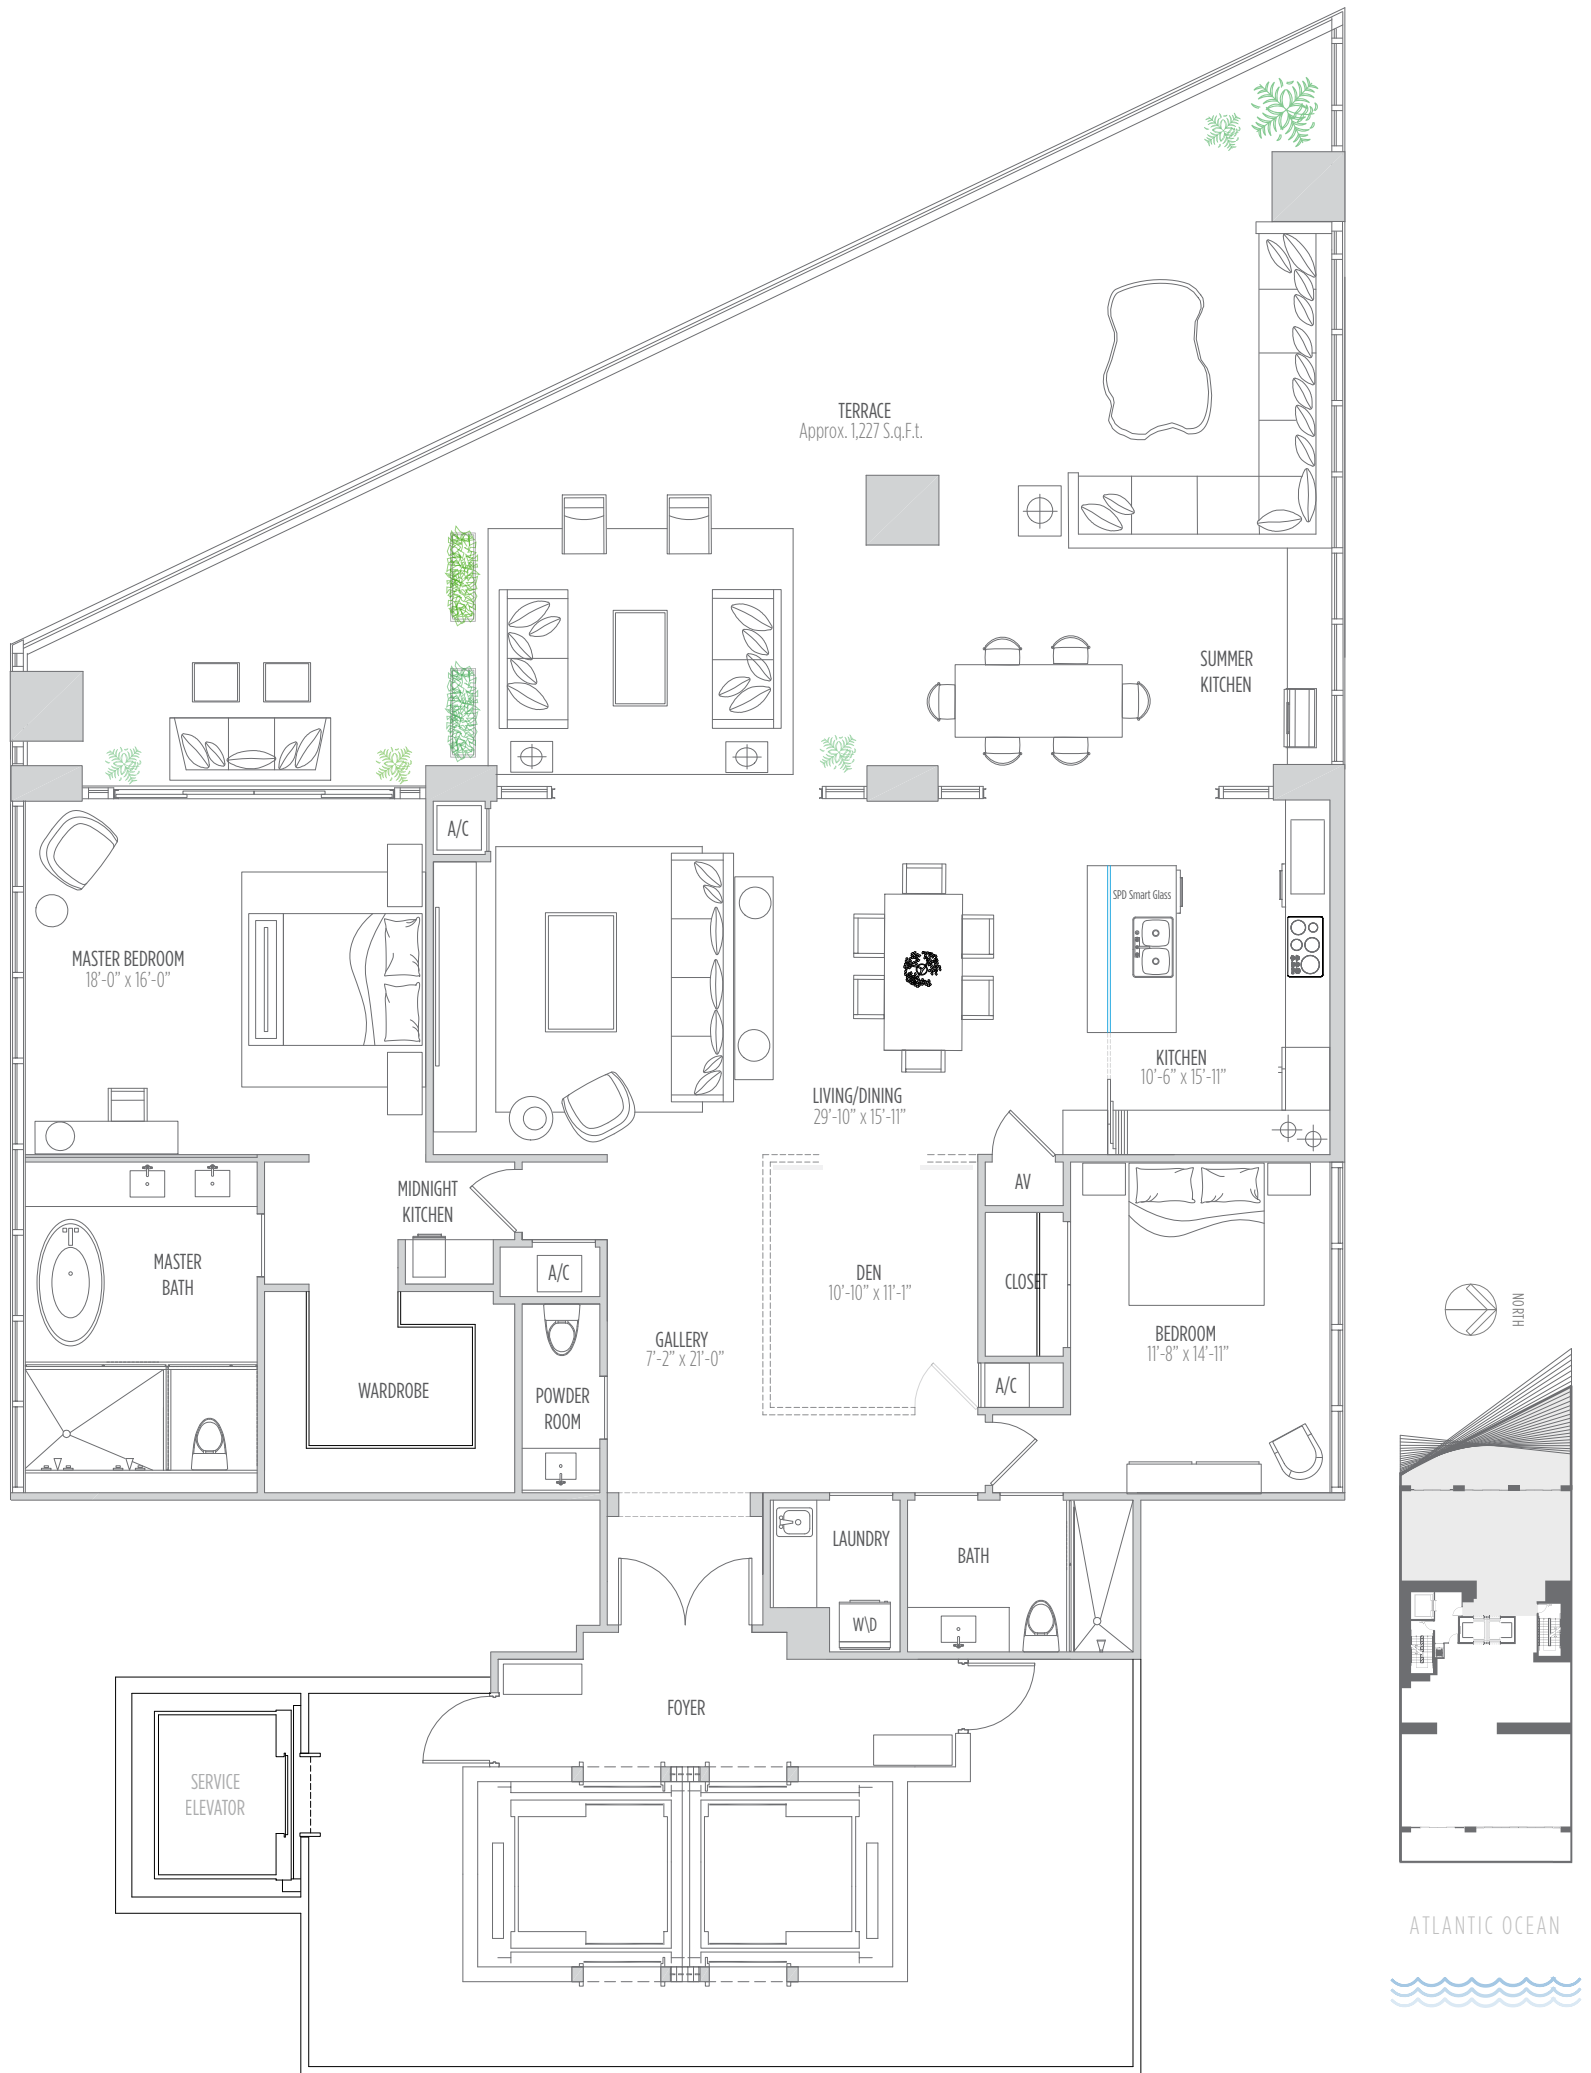 TERRACE
Approx. 1,227 S.q.F.t.
SUMMER
KITCHEN
A/C
SPD Smart Glass
MASTER BEDROOM
18'-0” x 16'-0”
KITCHEN
10'-6” x 15'-11”
LIVING/DINING
29'-10” x 15'-11”
MIDNIGHT
KITCHEN
AV
MASTER
BATH
A/C
DEN
10'-10” x 11'-1”
CLOSET
GALLERY
7'-2” x 21'-0”
BEDROOM
11'-8” x 14'-11”
NORTH
WARDROBE
POWDER
ROOM
A/C
LAUNDRY
BATH
W\D
FOYER
SERVICE
ELEVATOR
ATLANTIC OCEAN